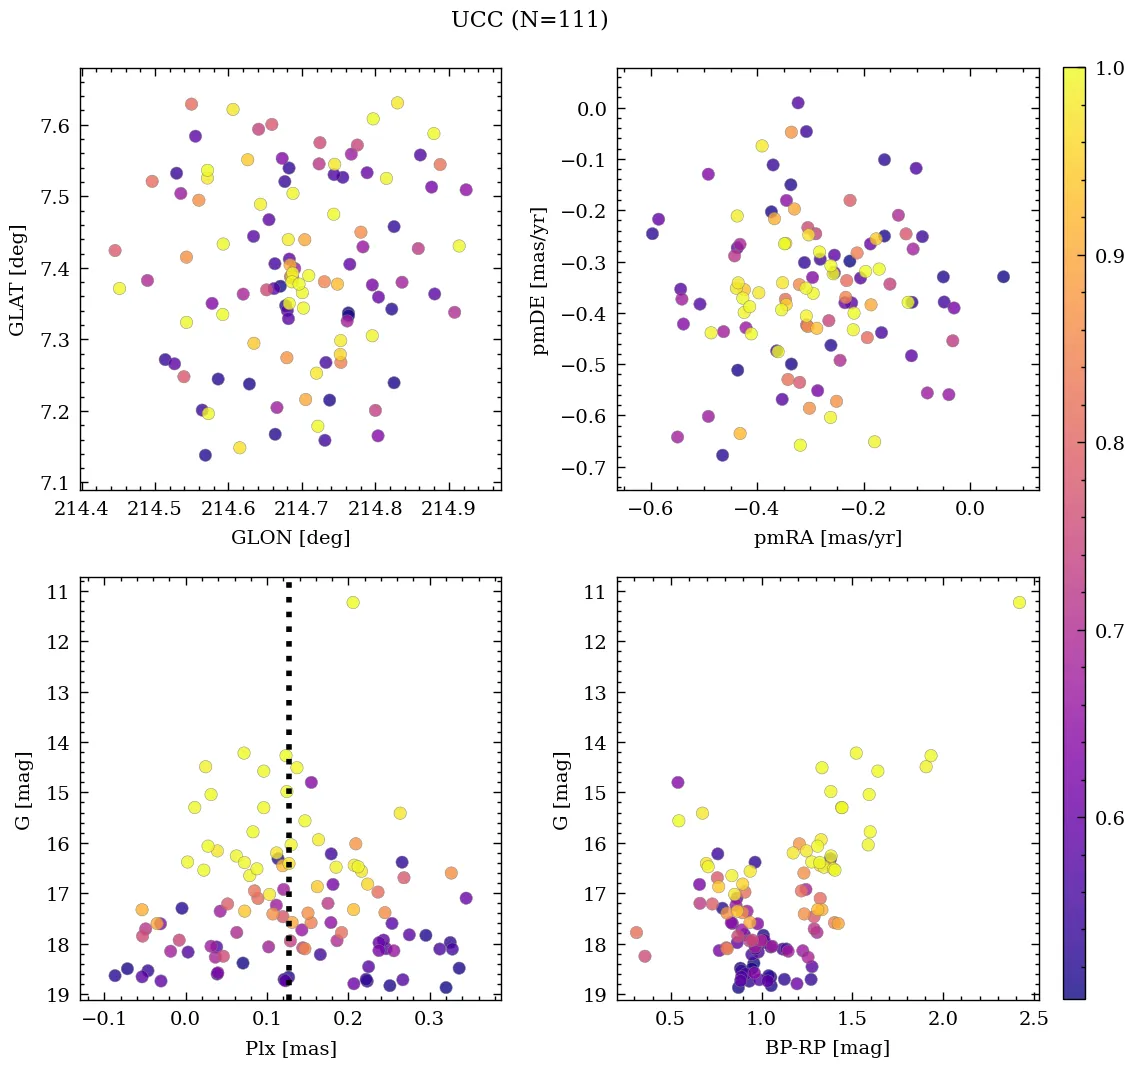 UCC (N=111)
7.6
7.5
7.4
7.3
7.2
7.1
GLAT [deg]
214.4 214.5 214.6 214.7 214.8 214.9
GLON [deg]
0.0
−0.1
−0.2
−0.3
−0.4
−0.5
−0.6
−0.7
pmDE [mas/yr]
−0.6 −0.4 −0.2 0.0
pmRA [mas/yr]
1.0
0.9
0.8
0.7
0.6
11
12
13
14
15
16
17
18
19
G [mag]
−0.1 0.0 0.1 0.2 0.3
Plx [mas]
11
12
13
14
15
16
17
18
19
G [mag]
0.5 1.0 1.5 2.0 2.5
BP-RP [mag]